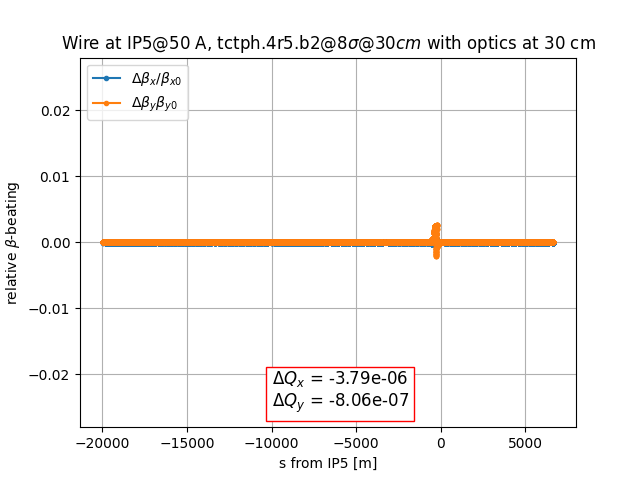 Wire at IP5@50 A, tctph.4r5.b2@8σ@30cm with optics at 30 cm
Δβx/βx0
Δβyβy0
0.02
0.01
0.00
−0.01
−0.02
relative β-beating
ΔQx = -3.79e-06
ΔQy = -8.06e-07
−20000 −15000 −10000 −5000 0 5000
s from IP5 [m]